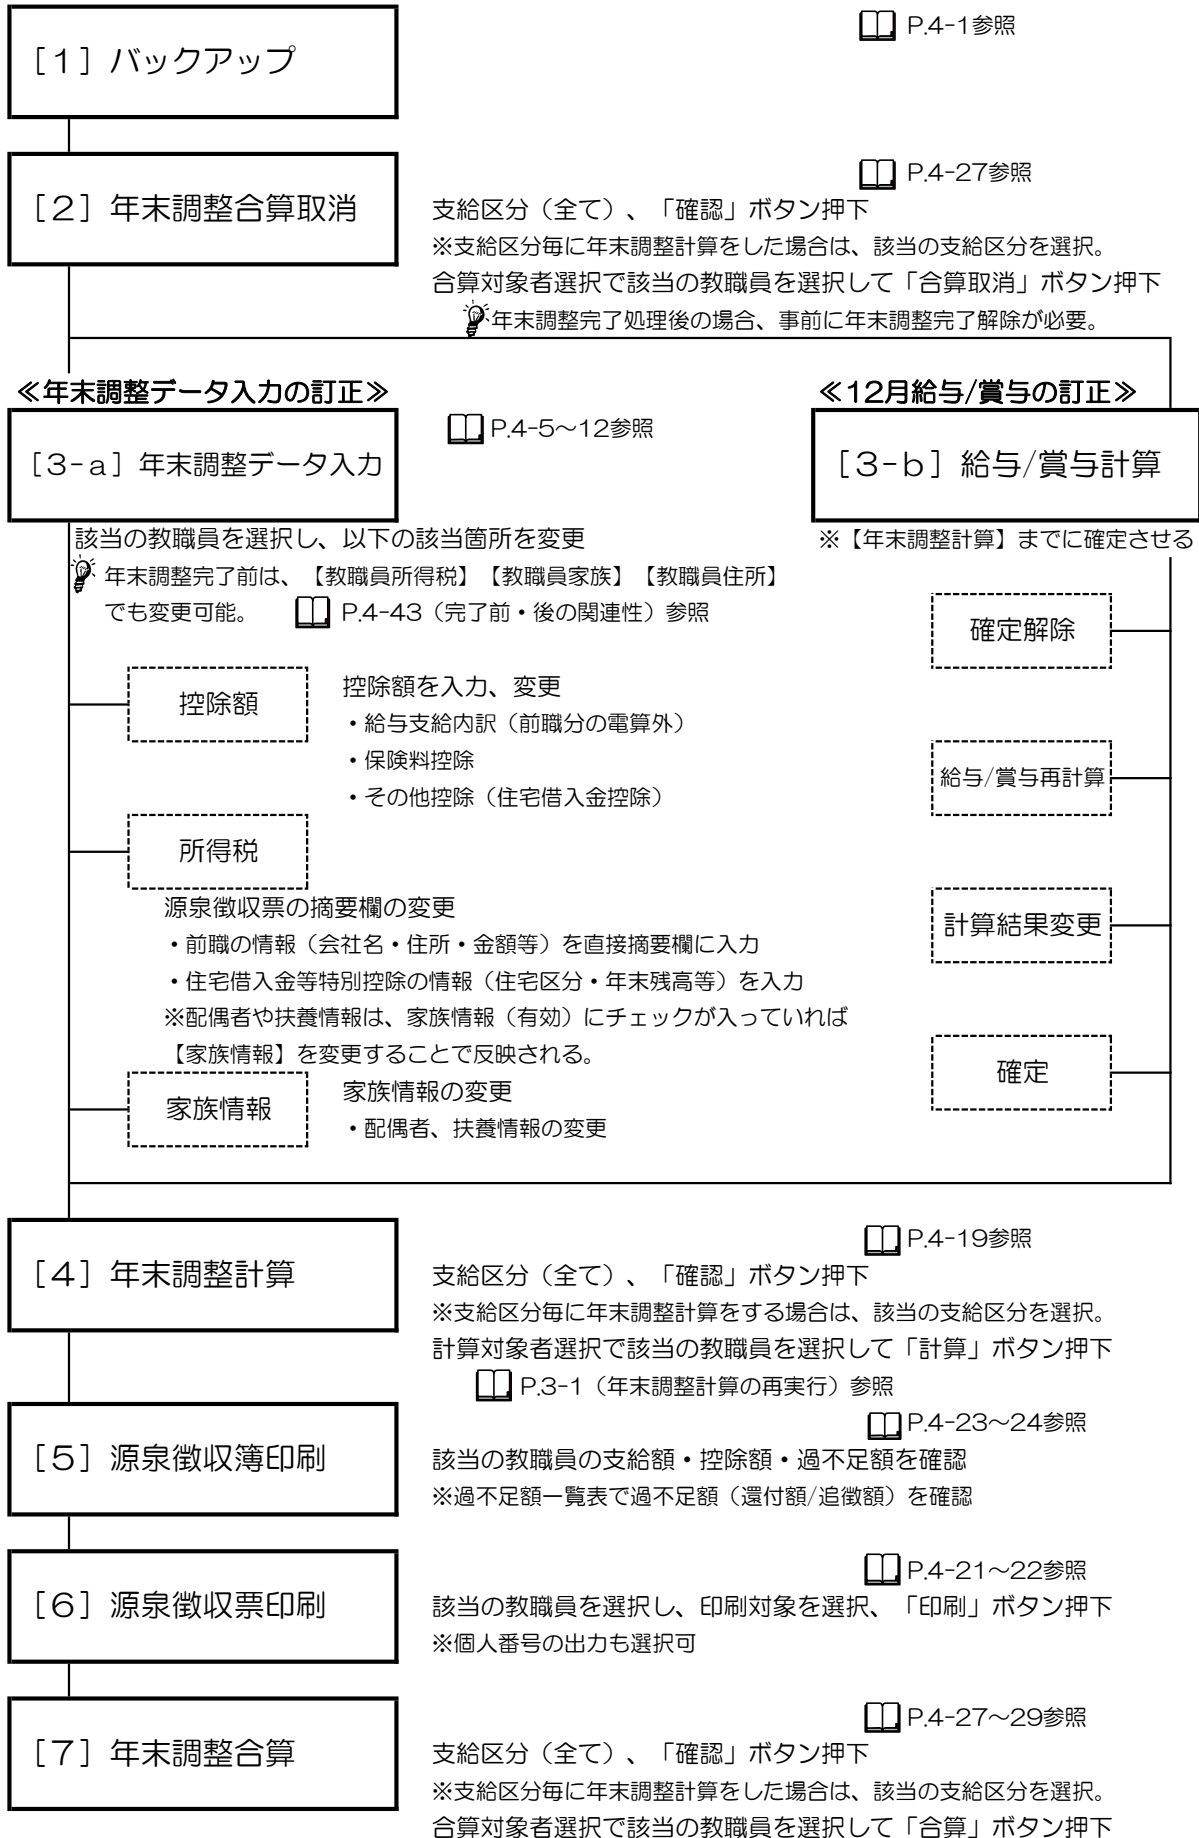 P.4-1参照
［1］バックアップ
P.4-27参照
［2］年末調整合算取消
支給区分（全て）、「確認」ボタン押下
※支給区分毎に年末調整計算をした場合は、該当の支給区分を選択。
合算対象者選択で該当の教職員を選択して「合算取消」ボタン押下
年末調整完了処理後の場合、事前に年末調整完了解除が必要。
≪年末調整データ入力の訂正≫
P.4-5～12参照
［3-a］年末調整データ入力
該当の教職員を選択し、以下の該当箇所を変更
年末調整完了前は、【教職員所得税】【教職員家族】【教職員住所】
でも変更可能。 P.4-43（完了前・後の関連性）参照
控除額
控除額を入力、変更
・給与支給内訳（前職分の電算外）
・保険料控除
・その他控除（住宅借入金控除）
所得税
源泉徴収票の摘要欄の変更
・前職の情報（会社名・住所・金額等）を直接摘要欄に入力
・住宅借入金等特別控除の情報（住宅区分・年末残高等）を入力
※配偶者や扶養情報は、家族情報（有効）にチェックが入っていれば
【家族情報】を変更することで反映される。
家族情報
家族情報の変更
・配偶者、扶養情報の変更
≪12月給与/賞与の訂正≫
［3-b］給与/賞与計算
※【年末調整計算】までに確定させる
確定解除
給与/賞与再計算
計算結果変更
確定
P.4-19参照
［4］年末調整計算
支給区分（全て）、「確認」ボタン押下
※支給区分毎に年末調整計算をする場合は、該当の支給区分を選択。
計算対象者選択で該当の教職員を選択して「計算」ボタン押下
P.3-1（年末調整計算の再実行）参照
P.4-23～24参照
［5］源泉徴収簿印刷
該当の教職員の支給額・控除額・過不足額を確認
※過不足額一覧表で過不足額（還付額/追徴額）を確認
P.4-21～22参照
［6］源泉徴収票印刷
該当の教職員を選択し、印刷対象を選択、「印刷」ボタン押下
※個人番号の出力も選択可
P.4-27～29参照
［7］年末調整合算
支給区分（全て）、「確認」ボタン押下
※支給区分毎に年末調整計算をした場合は、該当の支給区分を選択。
合算対象者選択で該当の教職員を選択して「合算」ボタン押下